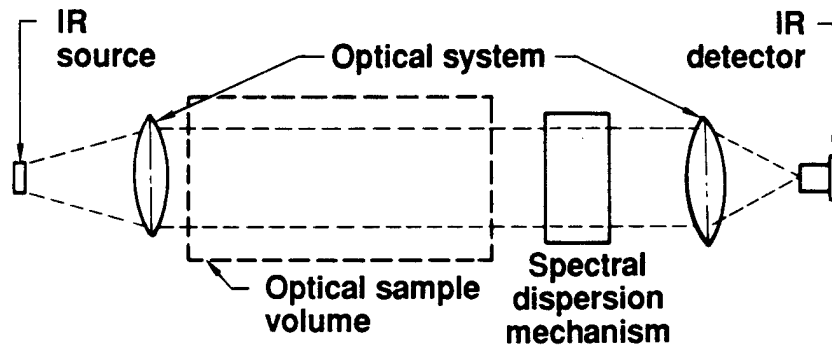 IR
source
Optical system
IR
detector
Optical sample
volume
Spectral
dispersion
mechanism